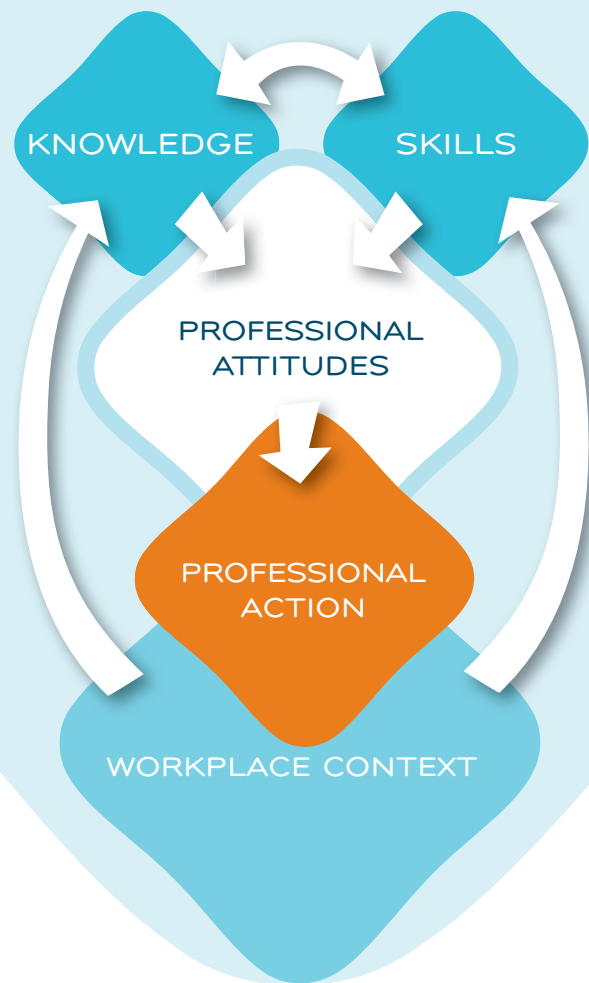 KNOWLEDGE
SKILLS
PROFESSIONAL
ATTITUDES
PROFESSIONAL
ACTION
WORKPLACE CONTEXT